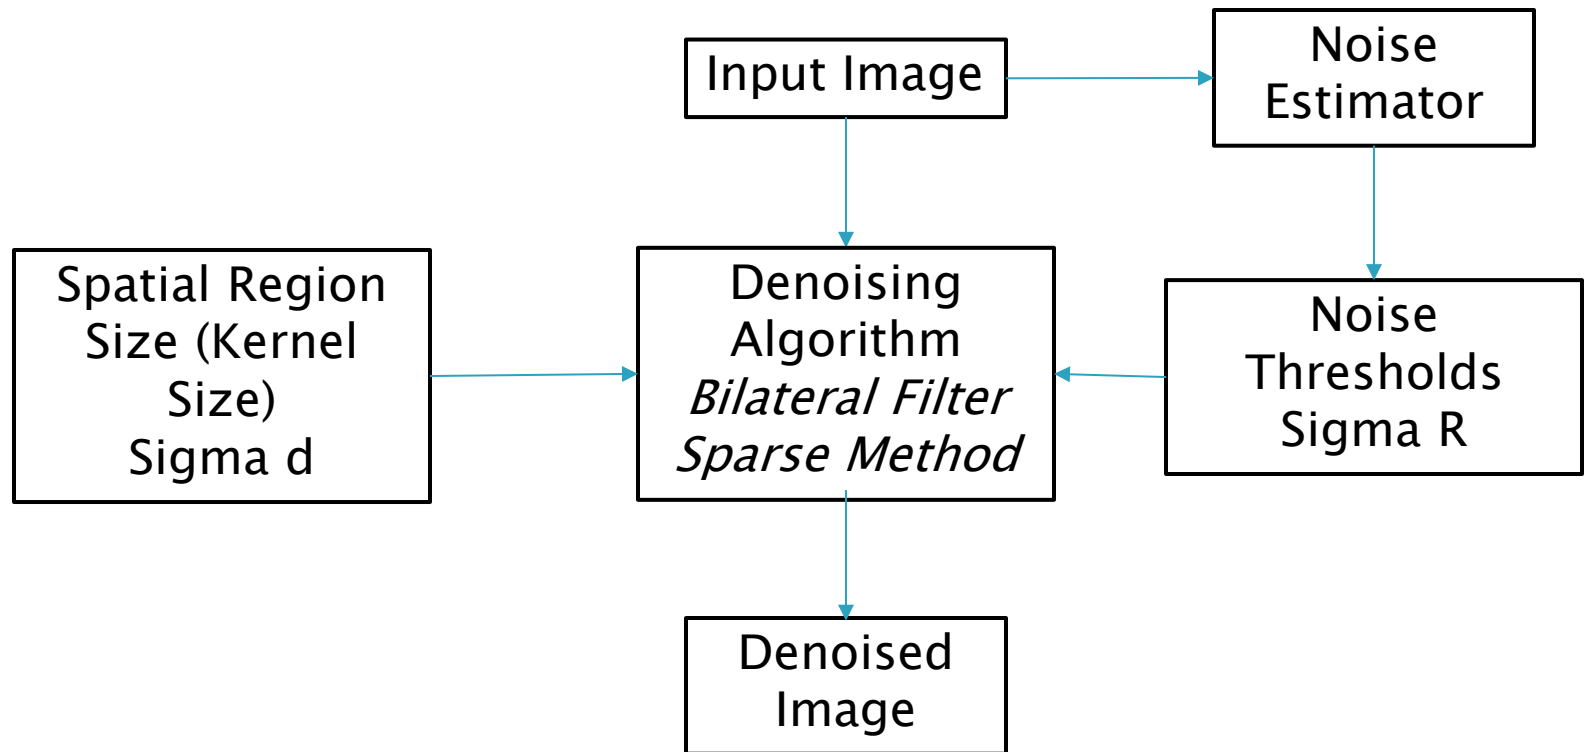 Input Image
Noise
Estimator
Spatial Region
Size (Kernel
Size)
Sigma d
Denoising
Algorithm
Bilateral Filter
Sparse Method
Noise
Thresholds
Sigma R
Denoised
Image